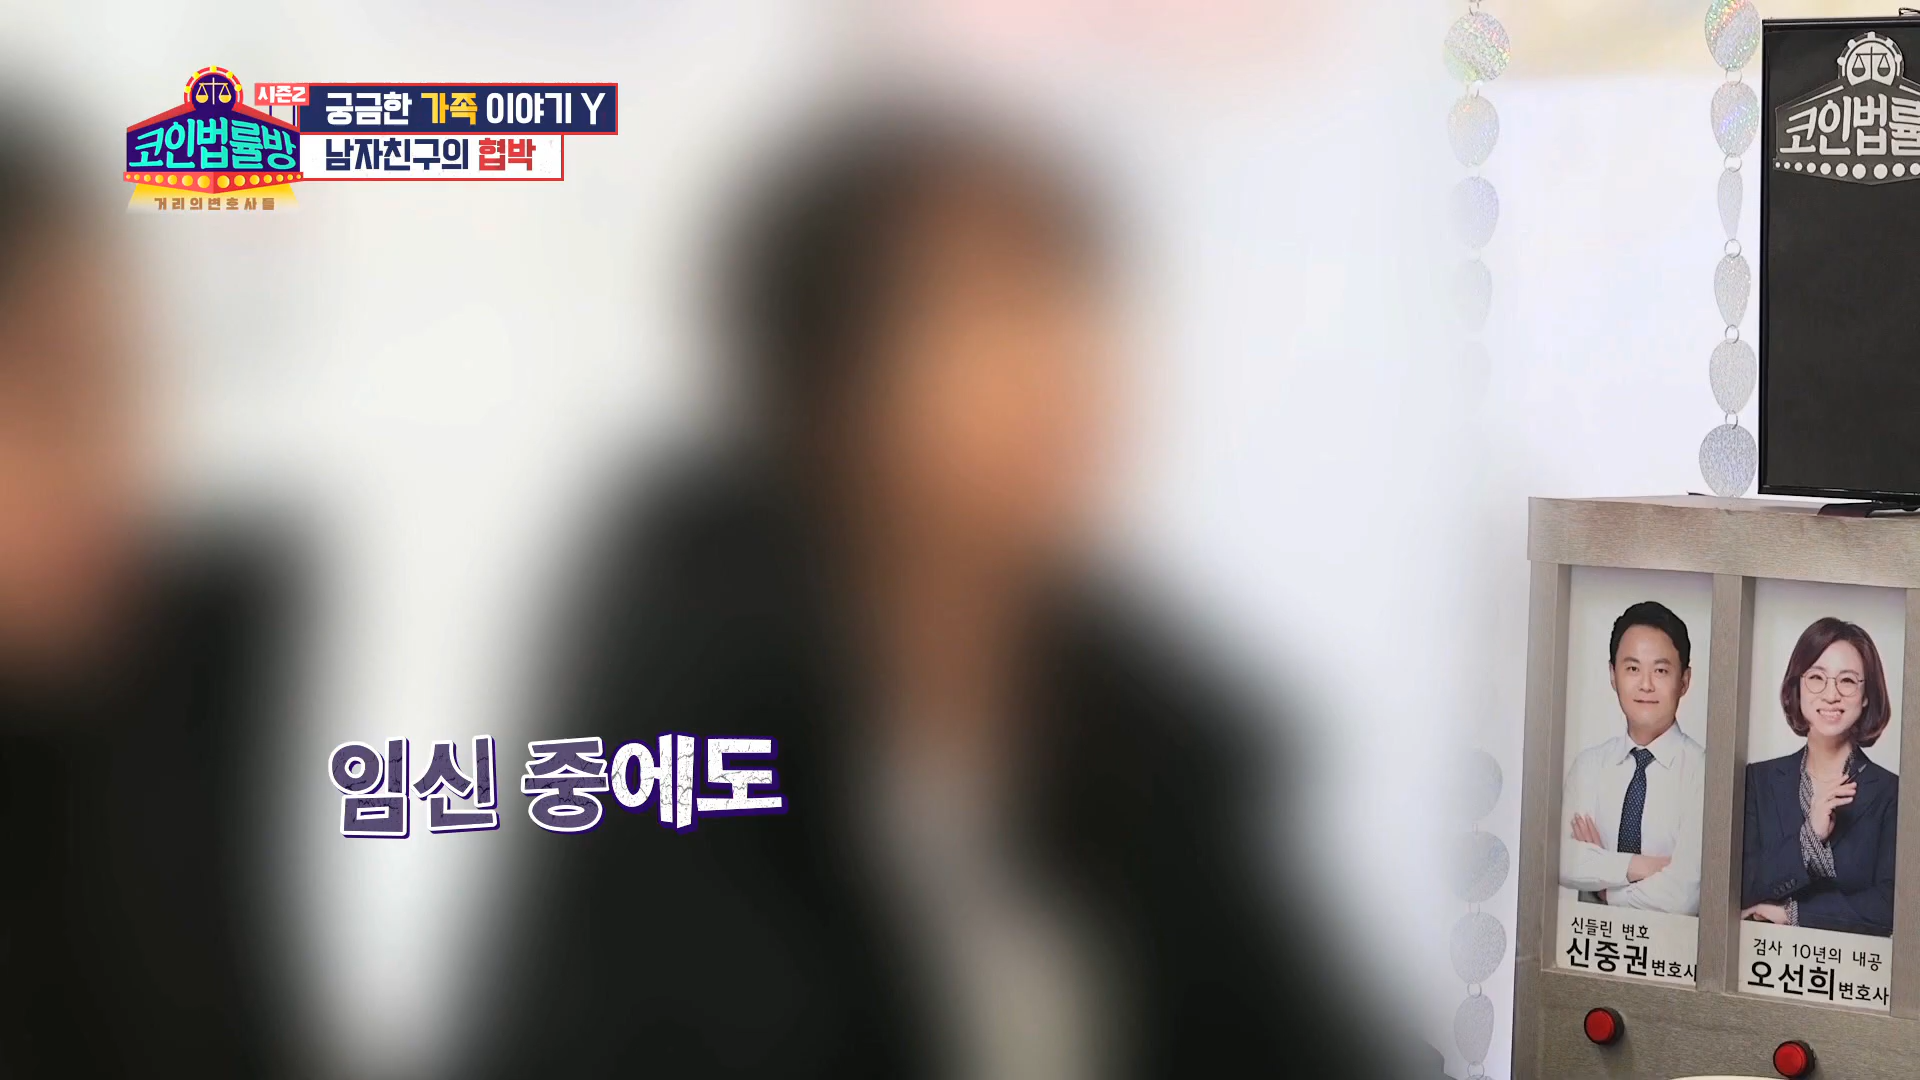 시즌2
궁금한 가족 이야기 Y
코인법률방
남자친구의 협박
거리의변호사들
코인법률
임신 중에도
신들린 변호
신중권변호사
검사 10년의 내공
오선희변호사